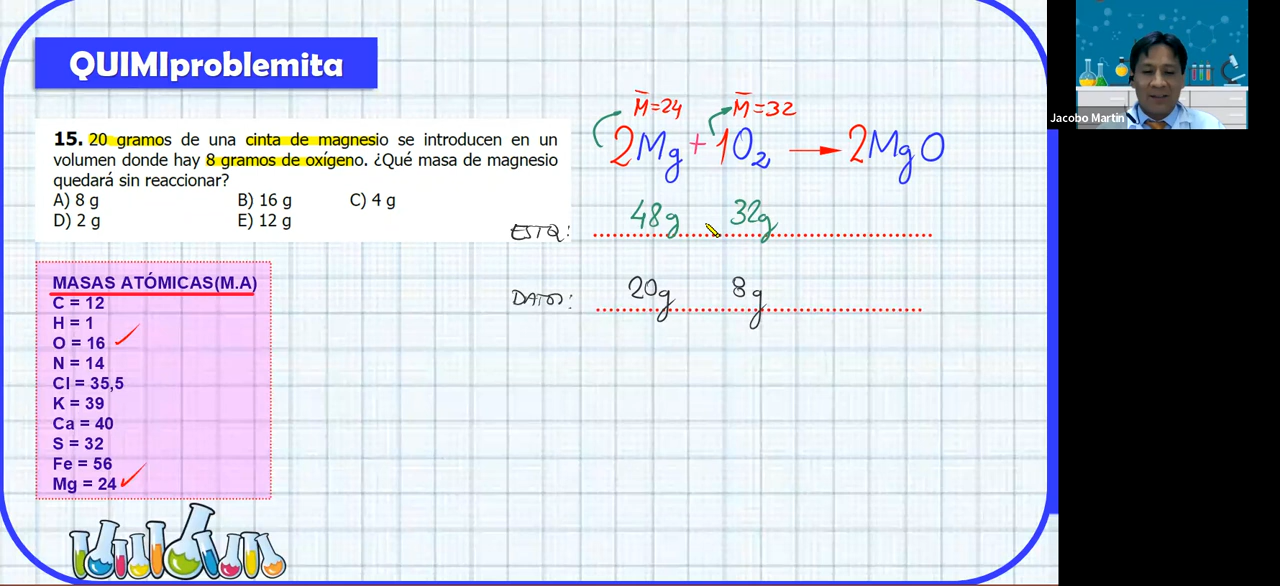 QUIMIproblemita
15. 20 gramos de una cinta de magnesio se introducen en un
volumen donde hay 8 gramos de oxígeno. ¿Qué masa de magnesio
quedará sin reaccionar?
A) 8 g B) 16 g C) 4 g
D) 2 g E) 12 g
MASAS ATÓMICAS(M.A)
C = 12
H = 1
O = 16
N = 14
Cl = 35,5
K = 39
Ca = 40
S = 32
Fe = 56
Mg = 24
M̅=24 M̅=32
2Mg + 1O₂ → 2MgO
ESTQ: 48g 32g
DATOS: 20g 8g
Jacobo Martin